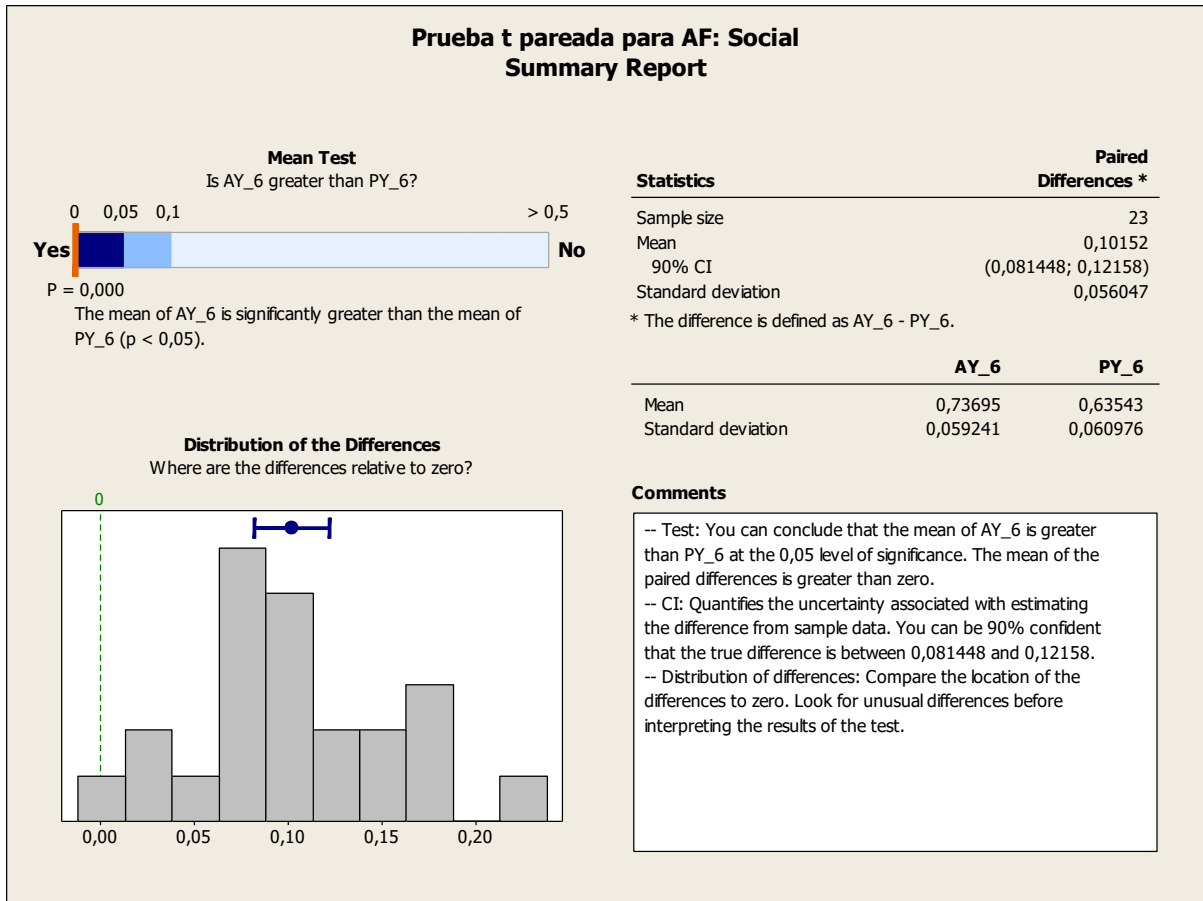 Prueba t pareada para AF: Social
Summary Report
Mean Test
Is AY_6 greater than PY_6?
0 0,05 0,1 > 0,5
Yes No
P = 0,000
The mean of AY_6 is significantly greater than the mean of
PY_6 (p < 0,05).
Distribution of the Differences
Where are the differences relative to zero?
0
0,00 0,05 0,10 0,15 0,20
Paired
Statistics Differences *
Sample size 23
Mean 0,10152
90% CI (0,081448; 0,12158)
Standard deviation 0,056047
* The difference is defined as AY_6 - PY_6.
AY_6 PY_6
Mean 0,73695 0,63543
Standard deviation 0,059241 0,060976
Comments
-- Test: You can conclude that the mean of AY_6 is greater
than PY_6 at the 0,05 level of significance. The mean of the
paired differences is greater than zero.
-- CI: Quantifies the uncertainty associated with estimating
the difference from sample data. You can be 90% confident
that the true difference is between 0,081448 and 0,12158.
-- Distribution of differences: Compare the location of the
differences to zero. Look for unusual differences before
interpreting the results of the test.